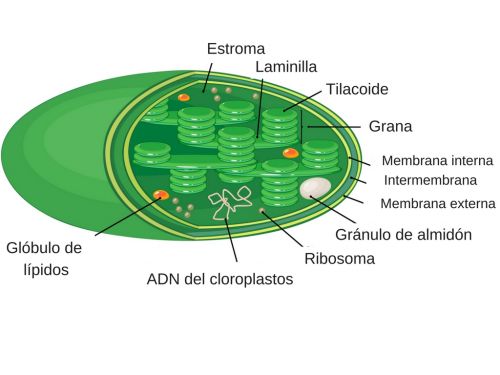 Estroma
Laminilla
Tilacoide
Grana
Membrana interna
Intermembrana
Membrana externa
Gránulo de almidón
Ribosoma
ADN del cloroplastos
Glóbulo de
lípidos